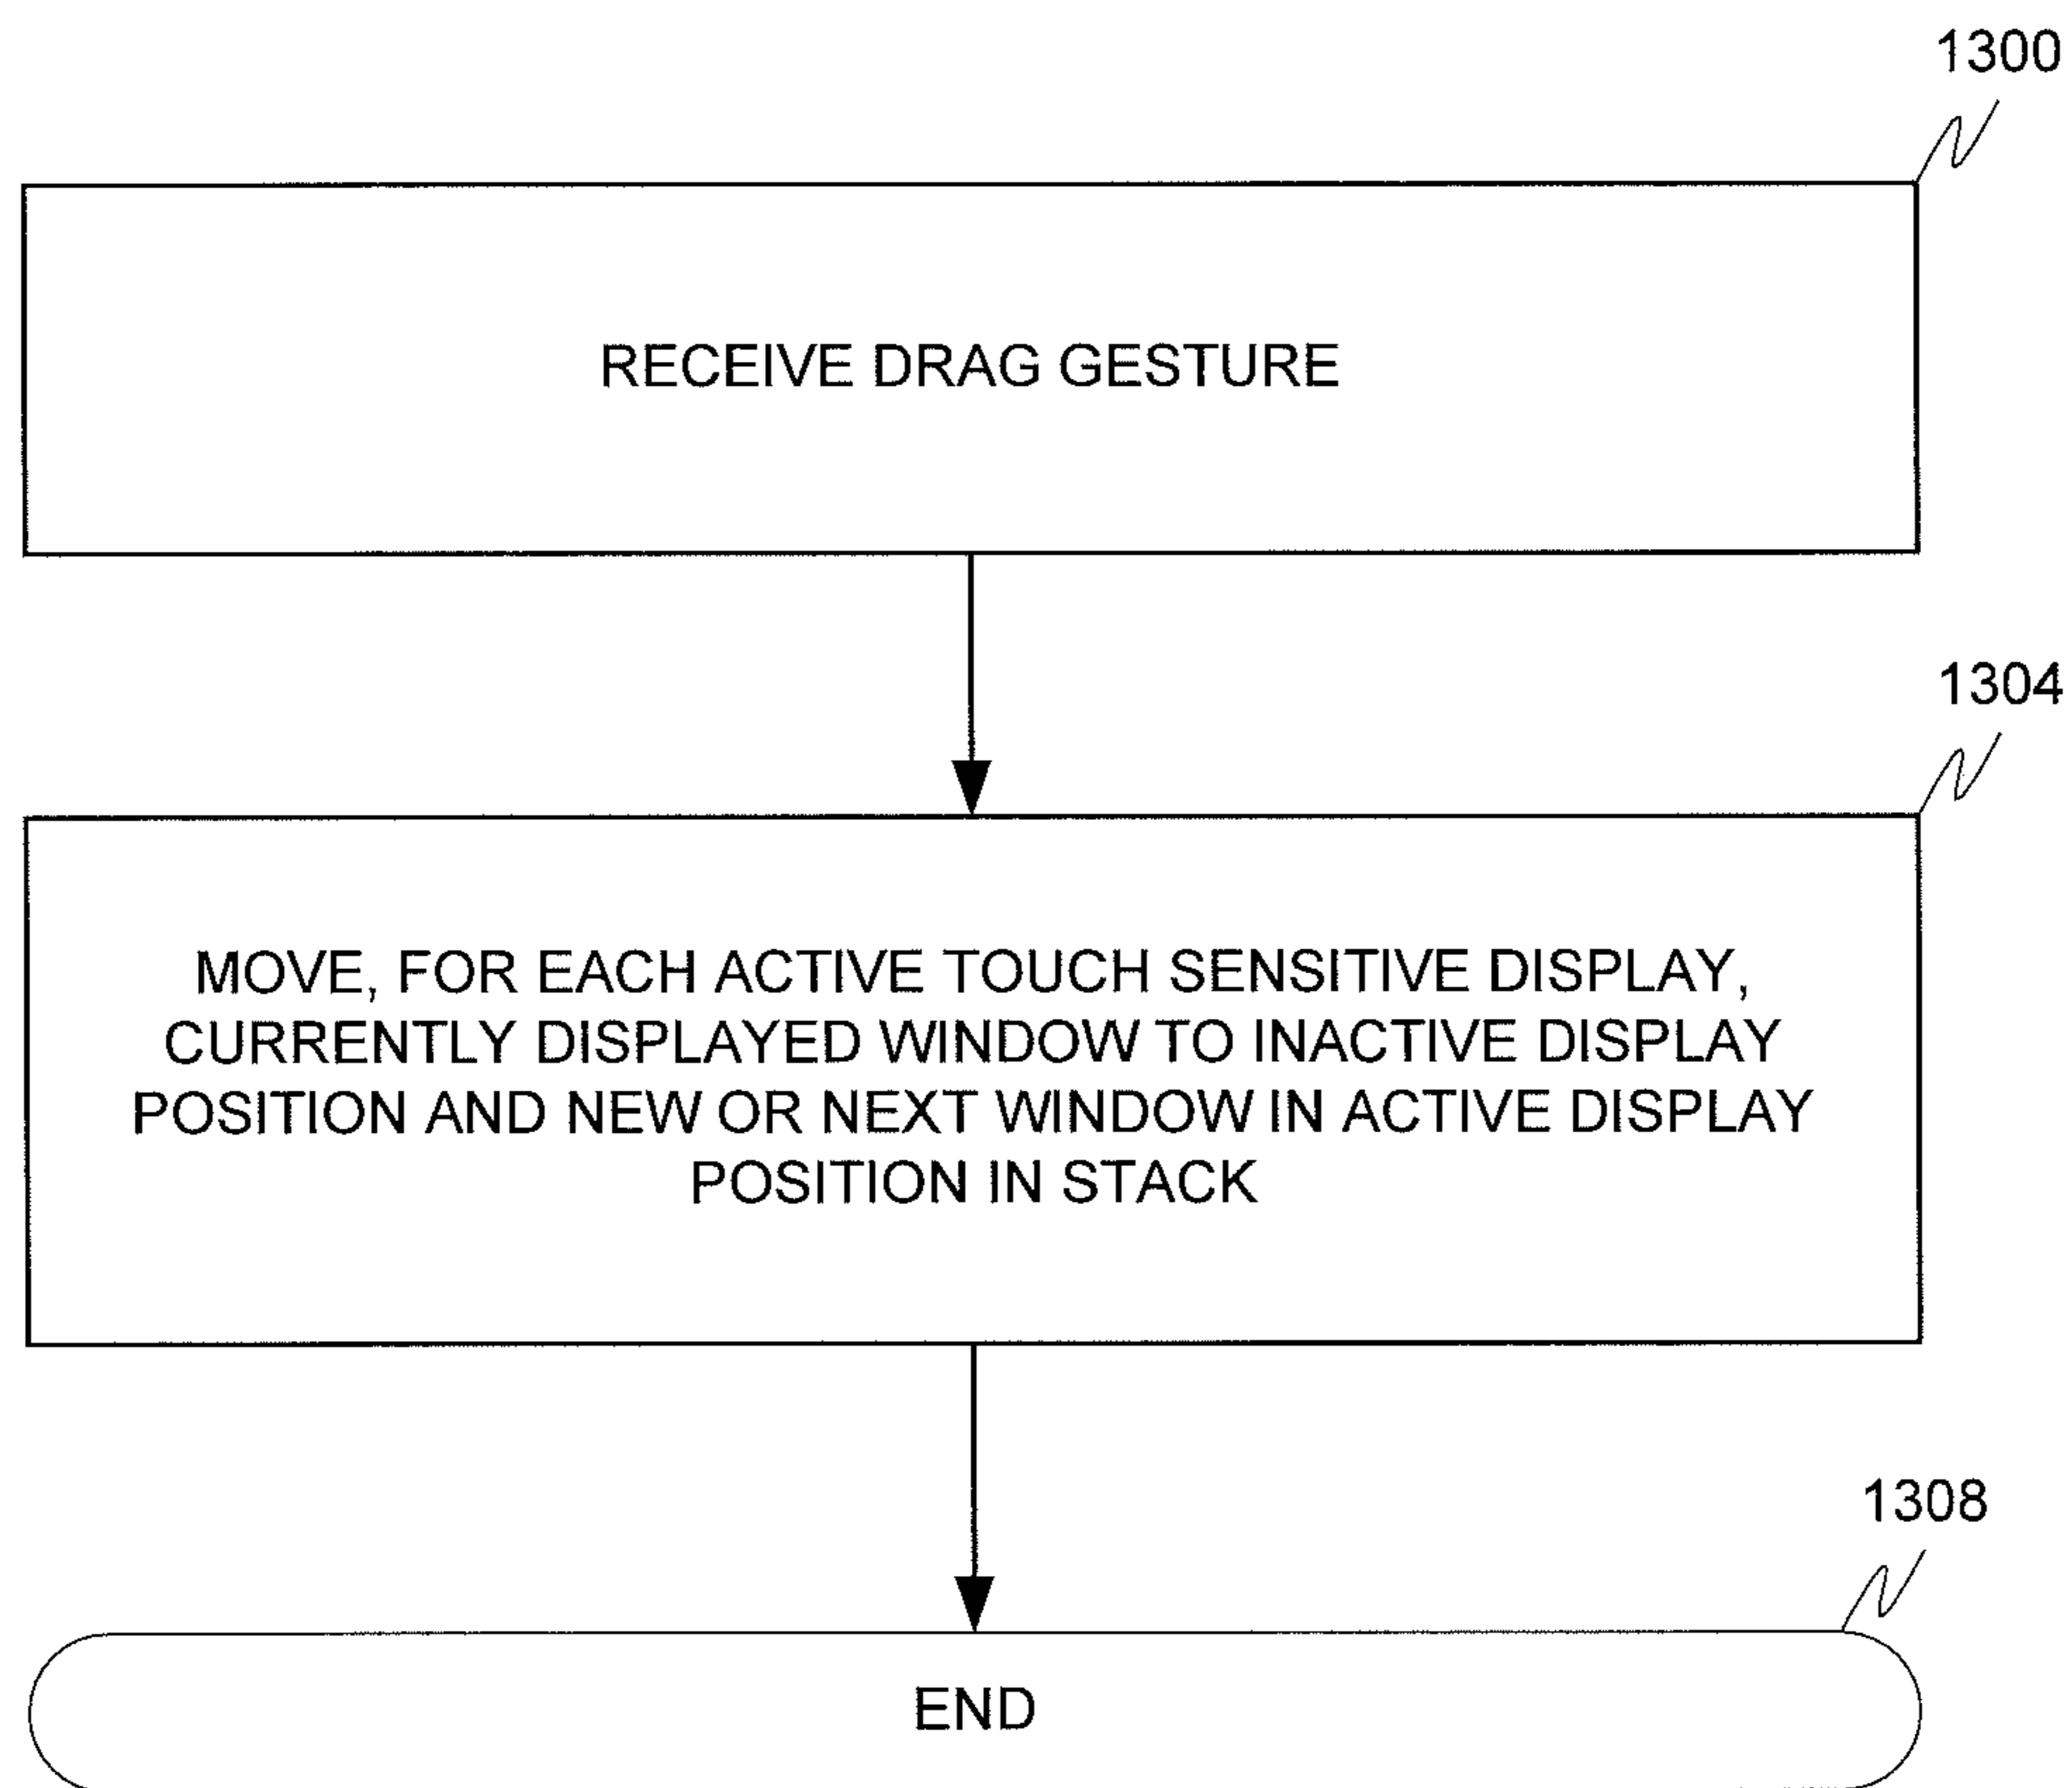 1300
RECEIVE DRAG GESTURE
1304
MOVE, FOR EACH ACTIVE TOUCH SENSITIVE DISPLAY,
CURRENTLY DISPLAYED WINDOW TO INACTIVE DISPLAY
POSITION AND NEW OR NEXT WINDOW IN ACTIVE DISPLAY
POSITION IN STACK
1308
END